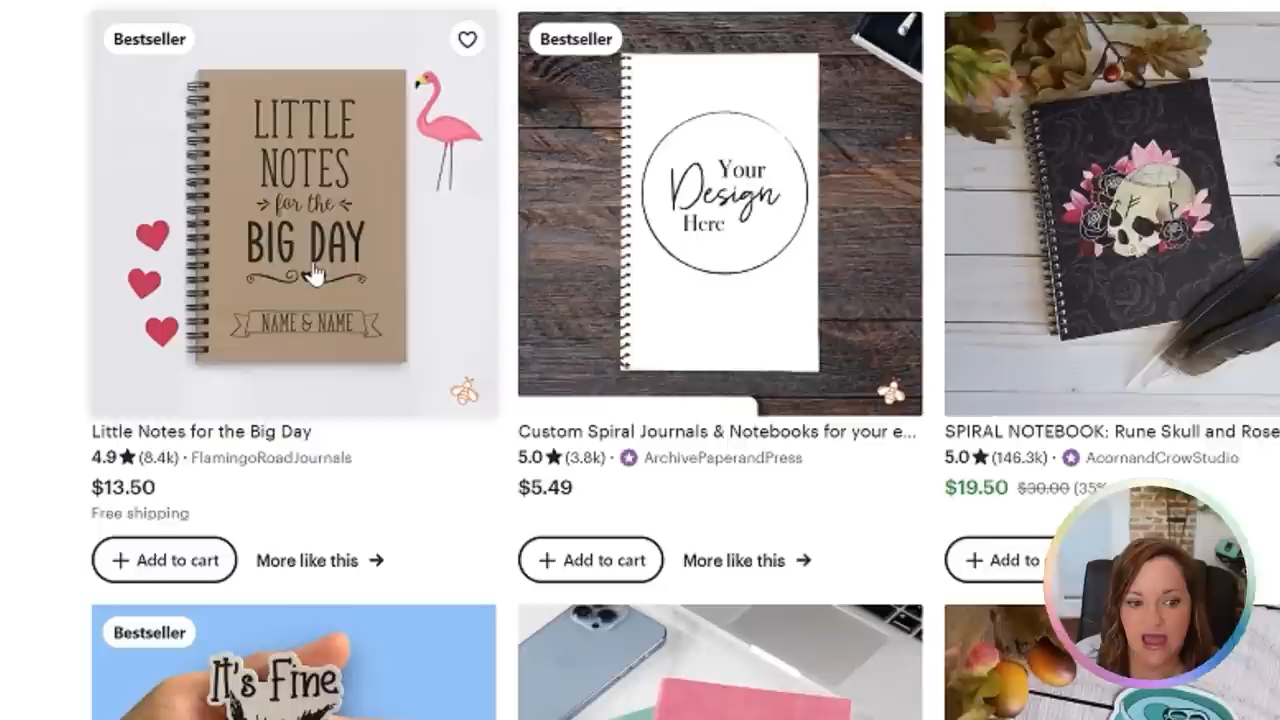 Bestseller
LITTLE
NOTES
for the
BIG DAY
NAME & NAME
Little Notes for the Big Day
4.9★(8.4k) · FlamingoRoadJournals
$13.50
Free shipping
+ Add to cart
More like this →
Bestseller
Your
Design
Here
Custom Spiral Journals & Notebooks for your e...
5.0★(3.8k) · ArchivePaperandPress
$5.49
+ Add to cart
More like this →
SPIRAL NOTEBOOK: Rune Skull and Rose
5.0★(146.3k) · AcornandCrowStudio
$19.50 $30.00 (35%
+ Add to
Bestseller
It's Fine